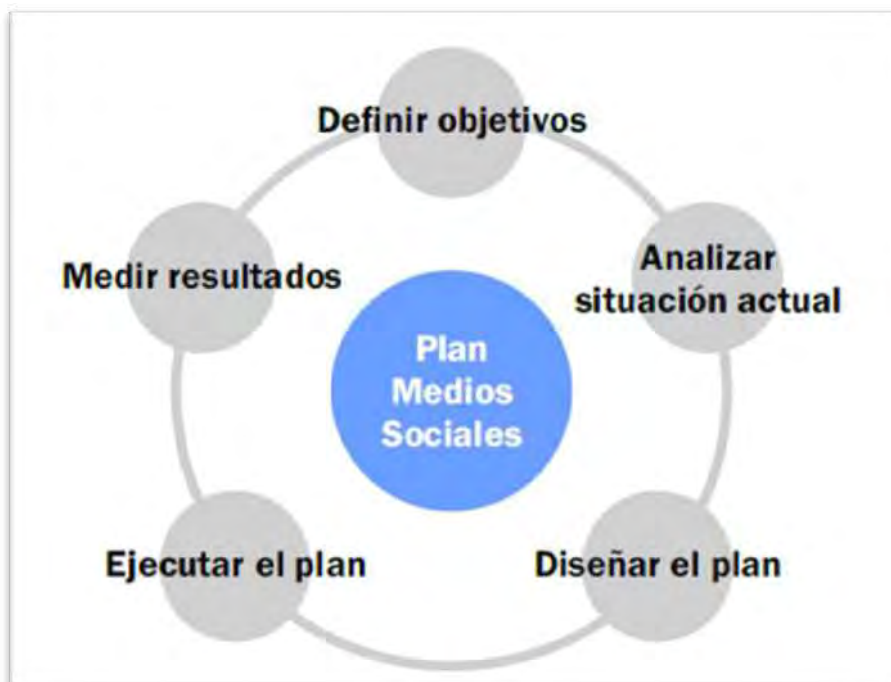 Definir objetivos
Analizar
situación actual
Medir resultados
Plan
Medios
Sociales
Ejecutar el plan
Diseñar el plan